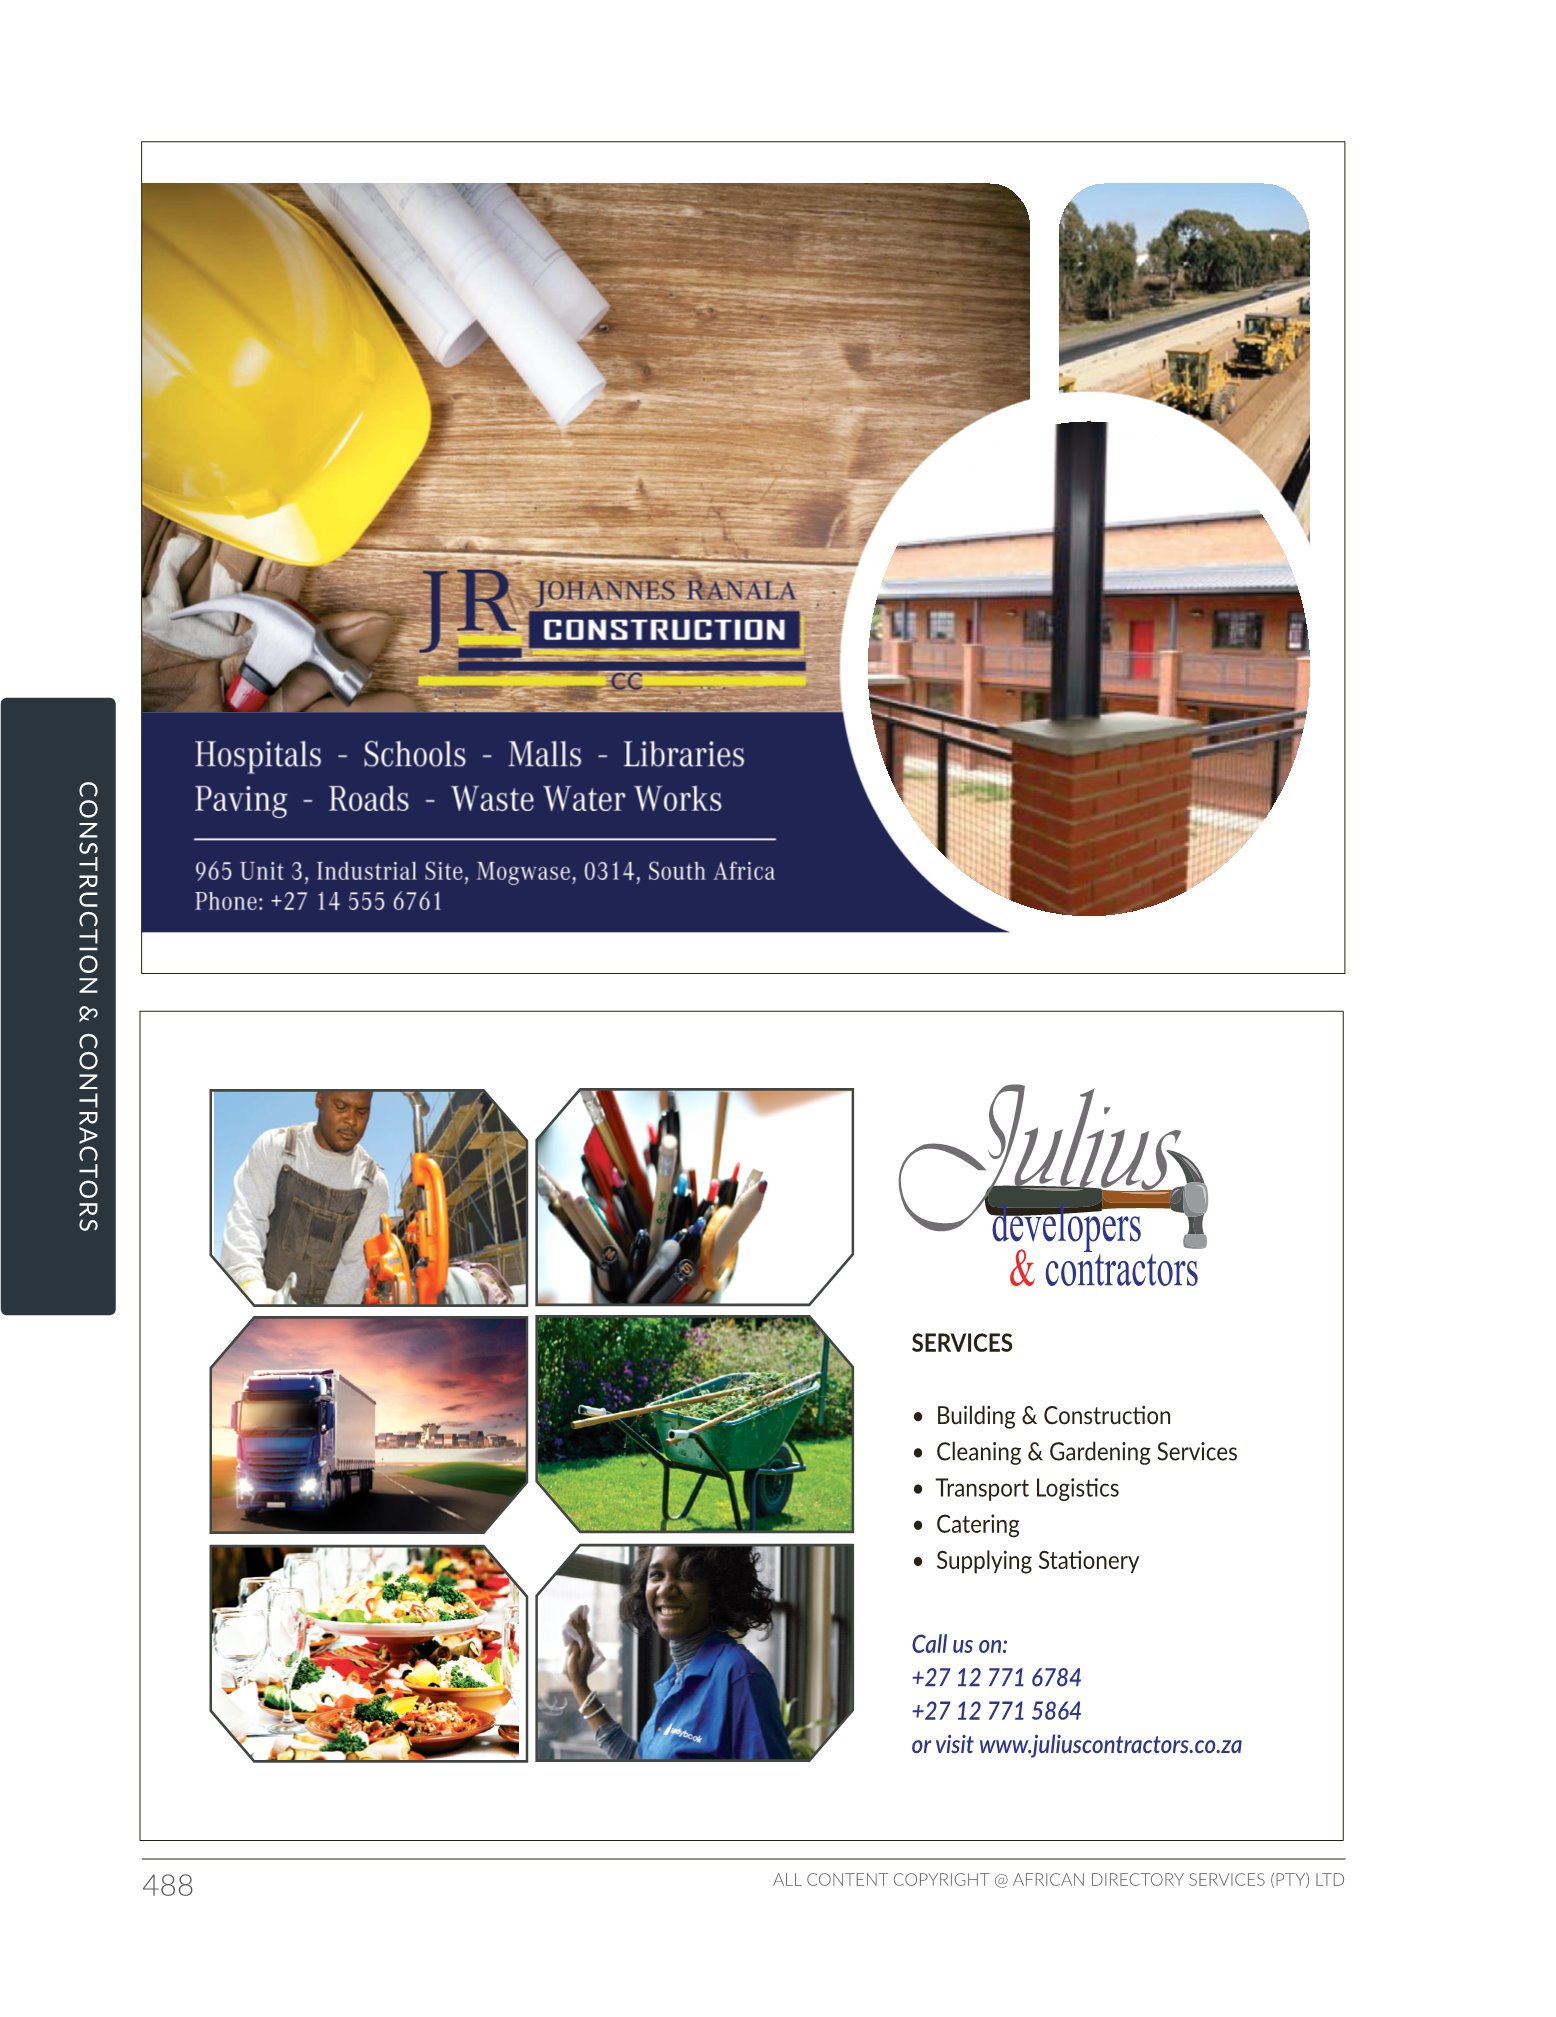 CONSTRUCTION & CONTRACTORS
JR
JOHANNES RANALA
CONSTRUCTION
CC
Hospitals - Schools - Malls - Libraries
Paving - Roads - Waste Water Works
965 Unit 3, Industrial Site, Mogwase, 0314, South Africa
Phone: +27 14 555 6761
Julius
developers
& contractors
SERVICES
• Building & Construction
• Cleaning & Gardening Services
• Transport Logistics
• Catering
• Supplying Stationery
Call us on:
+27 12 771 6784
+27 12 771 5864
or visit www.juliuscontractors.co.za
488
ALL CONTENT COPYRIGHT @ AFRICAN DIRECTORY SERVICES (PTY) LTD